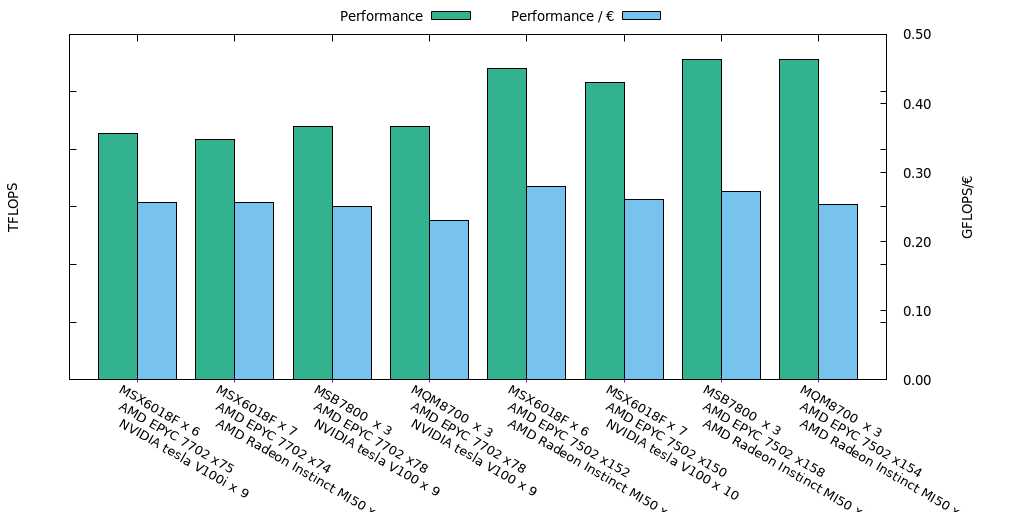 Performance
Performance / €
TFLOPS
GFLOPS/€
0.50
0.40
0.30
0.20
0.10
0.00
MSX6018F x 6
AMD EPYC 7702 x75
NVIDIA tesla V100i x 9
MSX6018F x 7
AMD EPYC 7702 x74
AMD Radeon Instinct MI50 x
MSB7800 x 3
AMD EPYC 7702 x78
NVIDIA tesla V100 x 9
MQM8700 x 3
AMD EPYC 7702 x78
NVIDIA tesla V100 x 9
MSX6018F x 6
AMD EPYC 7502 x152
AMD Radeon Instinct MI50 x
MSX6018F x 7
AMD EPYC 7502 x150
NVIDIA tesla V100 x 10
MSB7800 x 3
AMD EPYC 7502 x158
AMD Radeon Instinct MI50 x
MQM8700 x 3
AMD EPYC 7502 x154
AMD Radeon Instinct MI50 x